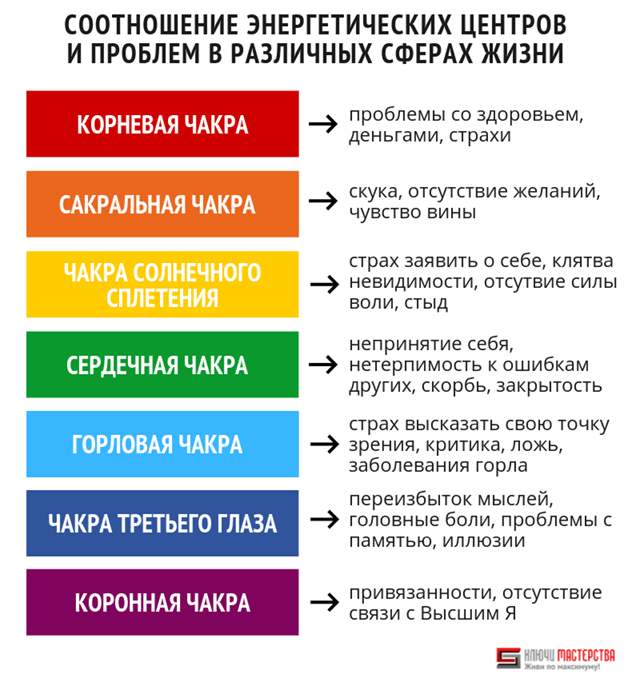 СООТНОШЕНИЕ ЭНЕРГЕТИЧЕСКИХ ЦЕНТРОВ
И ПРОБЛЕМ В РАЗЛИЧНЫХ СФЕРАХ ЖИЗНИ
КОРНЕВАЯ ЧАКРА
проблемы со здоровьем,
деньгами, страхи
САКРАЛЬНАЯ ЧАКРА
скука, отсутствие желаний,
чувство вины
ЧАКРА СОЛНЕЧНОГО
СПЛЕТЕНИЯ
страх заявить о себе, клятва
невидимости, отсутвие силы
воли, стыд
СЕРДЕЧНАЯ ЧАКРА
непринятие себя,
нетерпимость к ошибкам
других, скорбь, закрытость
ГОРЛОВАЯ ЧАКРА
страх высказать свою точку
зрения, критика, ложь,
заболевания горла
ЧАКРА ТРЕТЬЕГО ГЛАЗА
переизбыток мыслей,
головные боли, проблемы с
памятью, иллюзии
КОРОННАЯ ЧАКРА
привязанности, отсутствие
связи с Высшим Я
КЛЮЧИ МАСТЕРСТВА
Живи по максимуму!